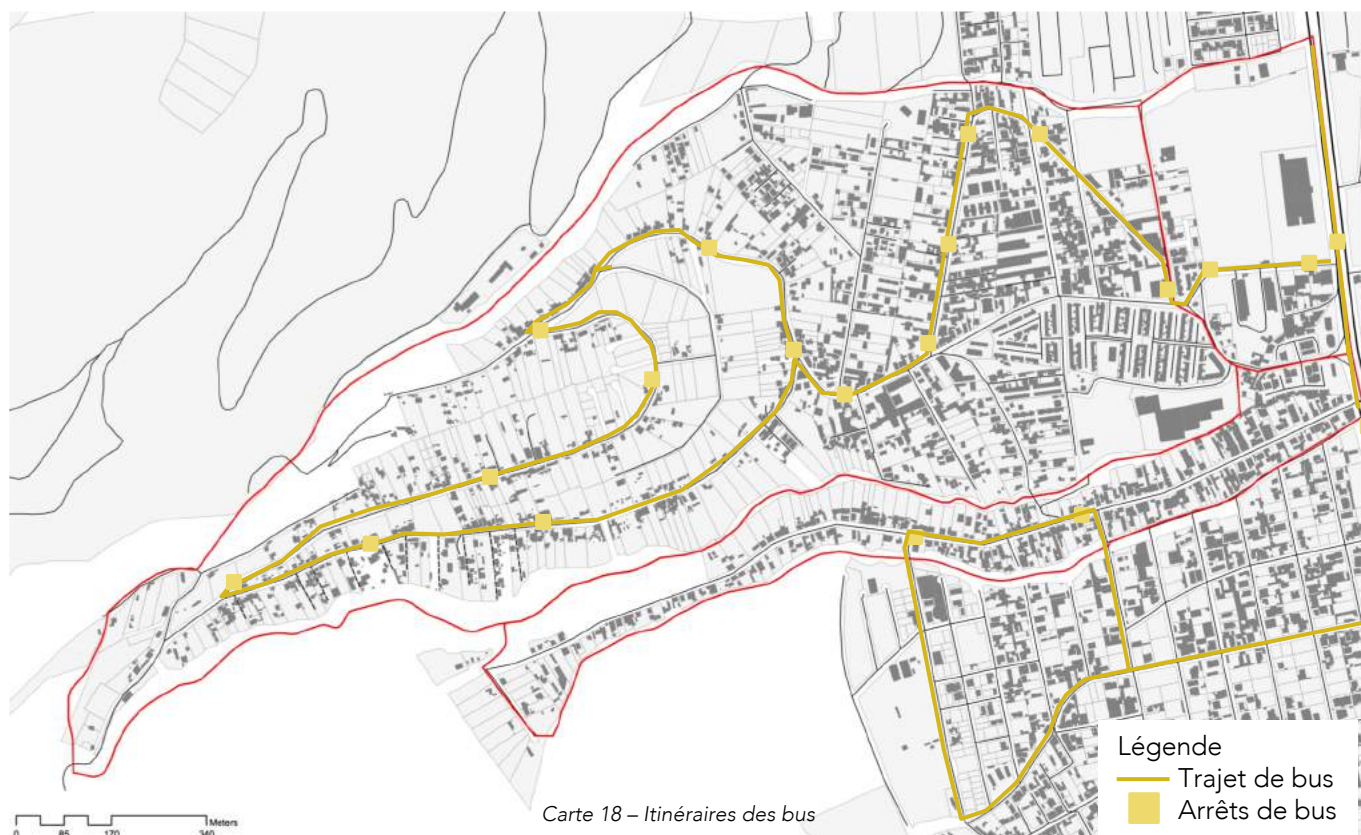 Légende
Trajet de bus
Arrêts de bus
Carte 18 – Itinéraires des bus
Meters
0 85 170 340